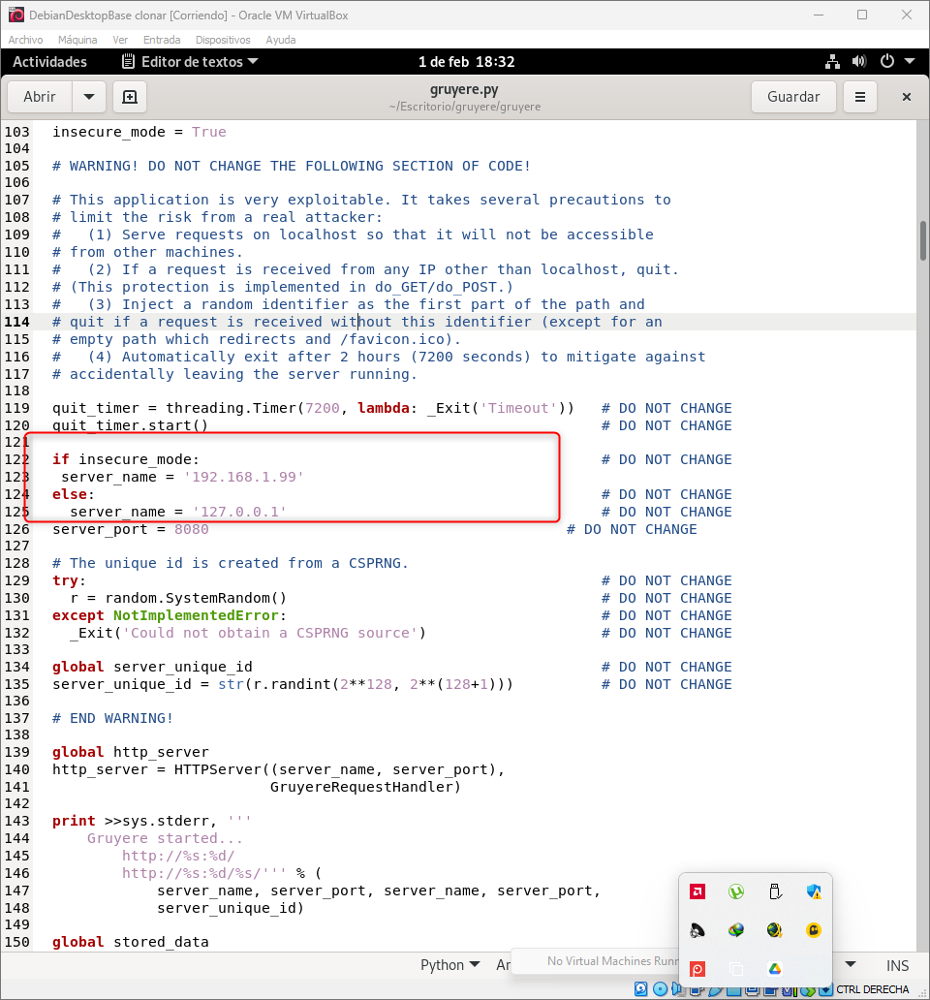 DebianDesktopBase clonar [Corriendo] - Oracle VM VirtualBox
Archivo Máquina Ver Entrada Dispositivos Ayuda
Actividades Editor de textos 1 de feb 18:32
Abrir gruyere.py Guardar
~/Escritorio/gruyere/gruyere
103 insecure_mode = True
104
105 # WARNING! DO NOT CHANGE THE FOLLOWING SECTION OF CODE!
106
107 # This application is very exploitable. It takes several precautions to
108 # limit the risk from a real attacker:
109 #   (1) Serve requests on localhost so that it will not be accessible
110 # from other machines.
111 #   (2) If a request is received from any IP other than localhost, quit.
112 # (This protection is implemented in do_GET/do_POST.)
113 #   (3) Inject a random identifier as the first part of the path and
114 # quit if a request is received without this identifier (except for an
115 # empty path which redirects and /favicon.ico).
116 #   (4) Automatically exit after 2 hours (7200 seconds) to mitigate against
117 # accidentally leaving the server running.
118
119 quit_timer = threading.Timer(7200, lambda: _Exit('Timeout'))   # DO NOT CHANGE
120 quit_timer.start()   # DO NOT CHANGE
121
122 if insecure_mode:   # DO NOT CHANGE
123  server_name = '192.168.1.99'
124 else:   # DO NOT CHANGE
125   server_name = '127.0.0.1'   # DO NOT CHANGE
126 server_port = 8080   # DO NOT CHANGE
127
128 # The unique id is created from a CSPRNG.
129 try:   # DO NOT CHANGE
130   r = random.SystemRandom()   # DO NOT CHANGE
131 except NotImplementedError:   # DO NOT CHANGE
132   _Exit('Could not obtain a CSPRNG source')   # DO NOT CHANGE
133
134 global server_unique_id   # DO NOT CHANGE
135 server_unique_id = str(r.randint(2**128, 2**(128+1)))   # DO NOT CHANGE
136
137 # END WARNING!
138
139 global http_server
140 http_server = HTTPServer((server_name, server_port),
141                          GruyereRequestHandler)
142
143 print >>sys.stderr, '''
144     Gruyere started...
145         http://%s:%d/
146         http://%s:%d/%s/''' % (
147             server_name, server_port, server_name, server_port,
148             server_unique_id)
149
150 global stored_data
Python INS
No Virtual Machines
CTRL DERECHA